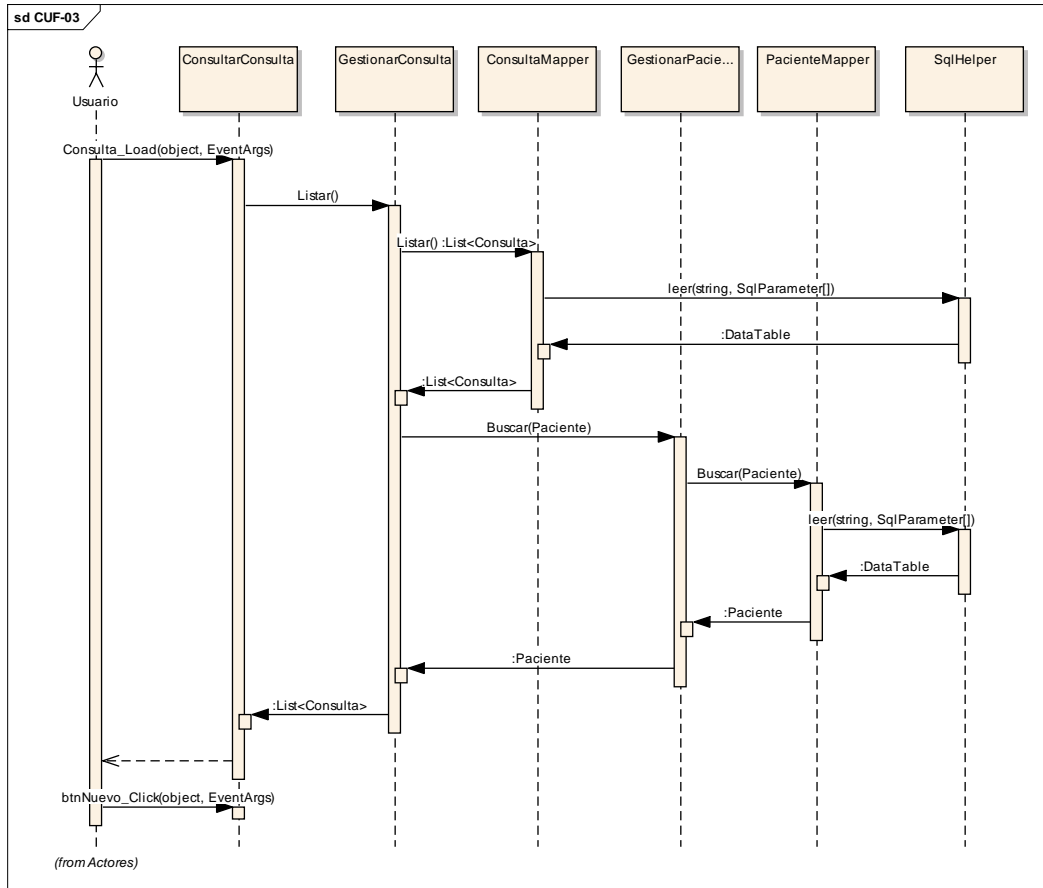 sd CUF-03
Usuario
ConsultarConsulta
GestionarConsulta
ConsultaMapper
GestionarPacie...
PacienteMapper
SqlHelper
Consulta_Load(object, EventArgs)
Listar()
Listar() :List<Consulta>
leer(string, SqlParameter[])
:DataTable
:List<Consulta>
Buscar(Paciente)
Buscar(Paciente)
leer(string, SqlParameter[])
:DataTable
:Paciente
:Paciente
:List<Consulta>
btnNuevo_Click(object, EventArgs)
(from Actores)